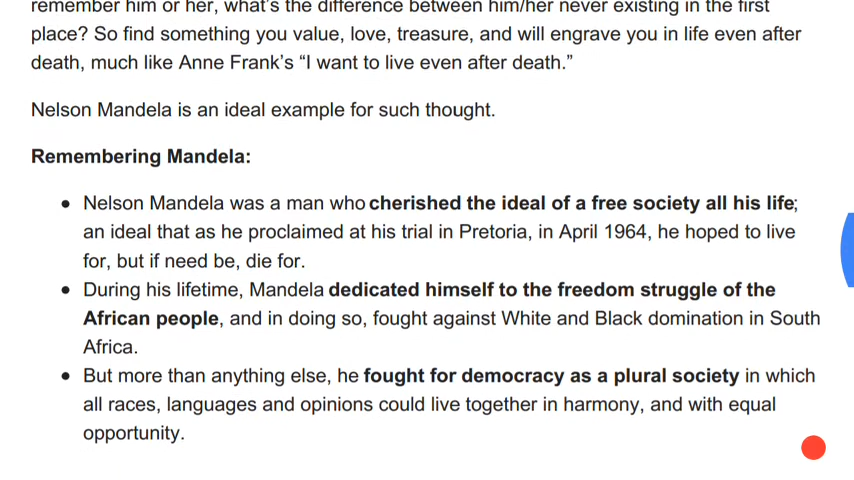 remember him or her, what's the difference between him/her never existing in the first
place? So find something you value, love, treasure, and will engrave you in life even after
death, much like Anne Frank's “I want to live even after death.”
Nelson Mandela is an ideal example for such thought.
Remembering Mandela:
● Nelson Mandela was a man who cherished the ideal of a free society all his life;
an ideal that as he proclaimed at his trial in Pretoria, in April 1964, he hoped to live
for, but if need be, die for.
● During his lifetime, Mandela dedicated himself to the freedom struggle of the
African people, and in doing so, fought against White and Black domination in South
Africa.
● But more than anything else, he fought for democracy as a plural society in which
all races, languages and opinions could live together in harmony, and with equal
opportunity.